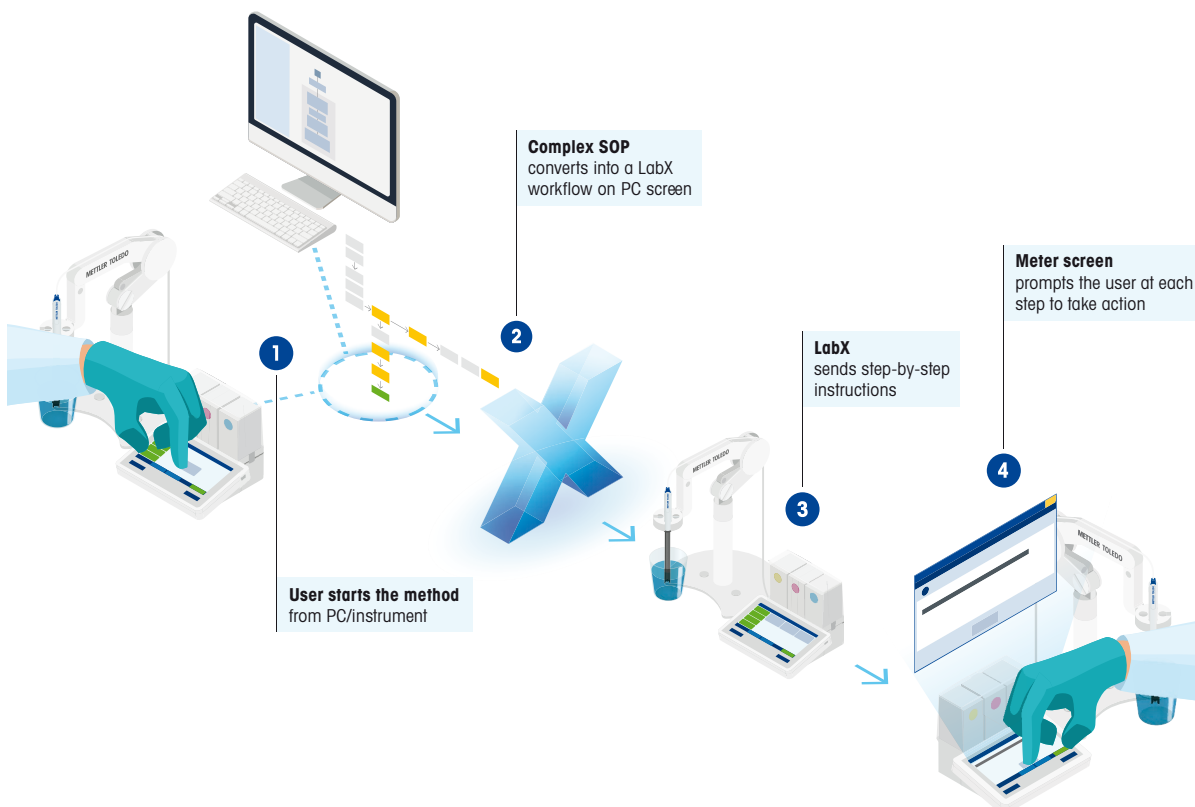 METTLER TOLEDO
1
User starts the method
from PC/instrument
2
Complex SOP
converts into a LabX
workflow on PC screen
METTLER TOLEDO
3
LabX
sends step-by-step
instructions
4
Meter screen
prompts the user at each
step to take action
METTLER TOLEDO